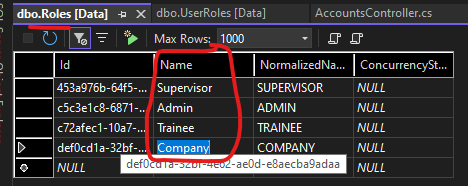 dbo.Roles [Data] dbo.UserRoles [Data] AccountsController.cs
Max Rows: 1000
Id Name NormalizedNa... ConcurrencySt...
453a976b-64f5-... Supervisor SUPERVISOR NULL
c5c3e1c8-6871-... Admin ADMIN NULL
c72afec1-10a7-... Trainee TRAINEE NULL
def0cd1a-32bf-... Company COMPANY NULL
NULL NULL NULL
def0cd1a-32bf-4e02-ae0d-e8aecba9adaa